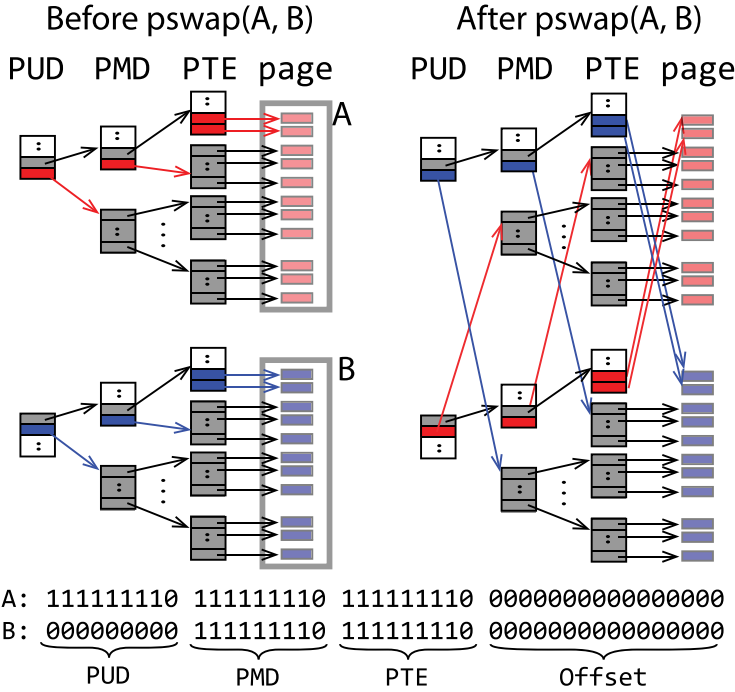 Before pswap(A, B)
After pswap(A, B)
PUD PMD PTE page
PUD PMD PTE page
A
B
A: 111111110 111111110 111111110 0000000000000000
B: 000000000 111111110 111111110 0000000000000000
PUD PMD PTE Offset